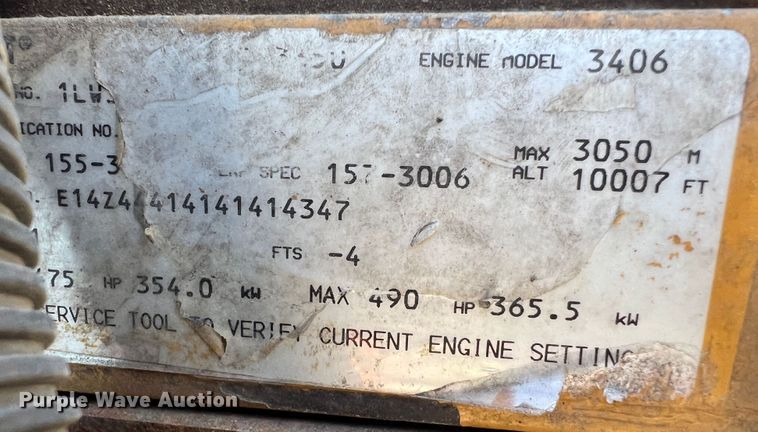 ENGINE MODEL 3406
NO. 1LW
ICATION NO.
155-3 SPEC -3006 MAX 3050 M
ALT 10007 FT
E14Z4 414141414347
FTS -4
75 HP 354.0 kW MAX 490 HP 365.5 kW
ERVICE TOOL TO VERIFY CURRENT ENGINE SETTING
Purple Wave Auction